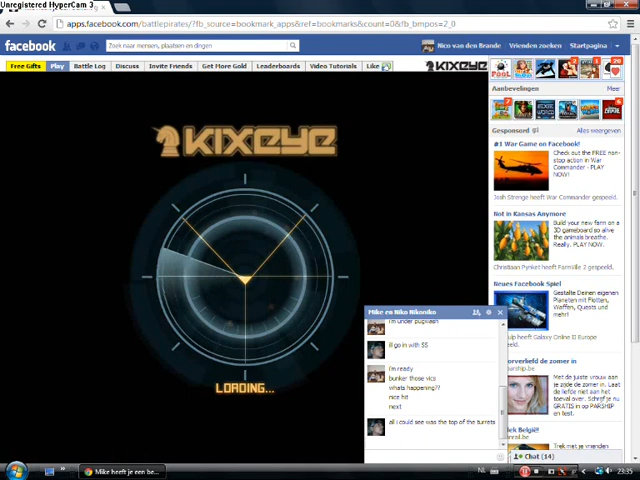 Unregistered HyperCam 3
apps.facebook.com/battlepirates/?fb_source=bookmark_apps&ref=bookmarks&count=0&fb_bmpos=2_0
facebook
Zoek naar mensen, plaatsen en dingen
Nico van den Brande
Vrienden zoeken
Startpagina
Free Gifts
Play
Battle Log
Discuss
Invite Friends
Get More Gold
Leaderboards
Video Tutorials
Like
KIXEYE
POOL
Aanbevelingen
Meer
Gesponsord
Alles weergeven
#1 War Game on Facebook!
Check out the FREE non-
stop action in War
Commander - PLAY
NOW!
Josh Strenge heeft War Commander gespeeld.
Not in Kansas Anymore
Build your new farm on a
3D gameboard so alive
the animals breathe.
Really. PLAY NOW!
Christiaan Pynket heeft FarmVille 2 gespeeld.
Neues Facebook Spiel
Gestalte Deinen eigenen
Planeten mit Flotten,
Waffen, Quests und
mehr!
heeft Galaxy Online II Europe
gespeeld.
Met de juiste vrouw aan
je zijde de zomer in.
Laat het lieve niet aan het
toeval over. Schrijf je nu
GRATIS in op PARSHIP
KIXEYE
LOADING...
Mike en Niko Nikoniko
i'm under pugwash
ill go in with SS
i'm ready
bunker those vics
whats happening??
nice hit
next
all i could see was the top of the turrets
Chat (14)
Mike heeft je een be...
NL
23:35